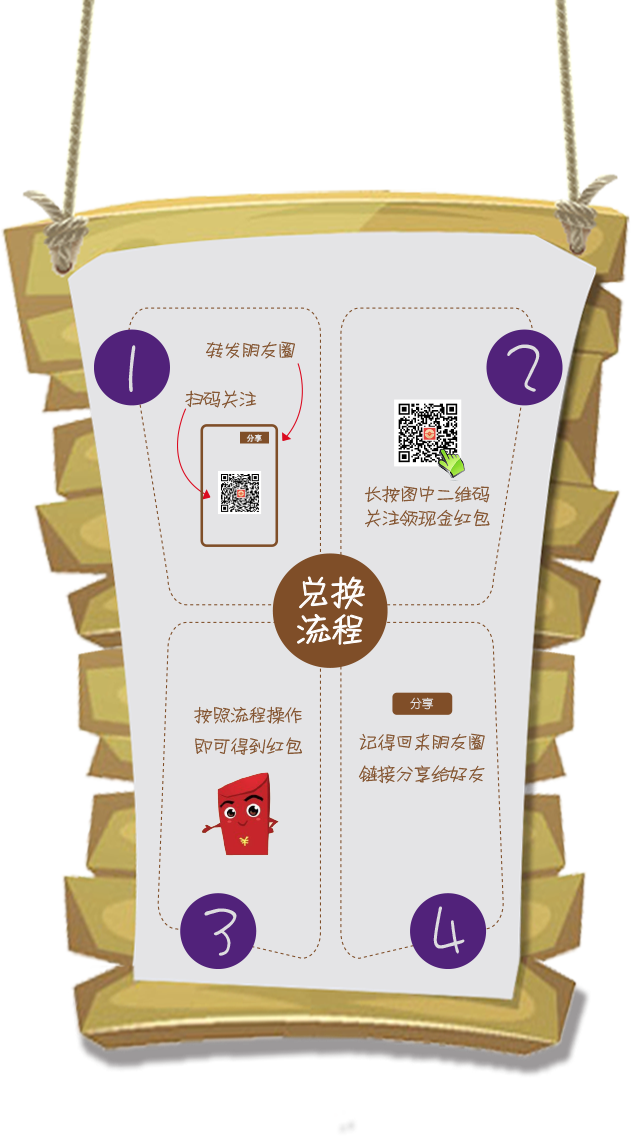 1
转发朋友圈
扫码关注
分享
2
长按图中二维码
关注领现金红包
兑换
流程
按照流程操作
即可得到红包
¥
3
分享
记得回来朋友圈
链接分享给好友
4